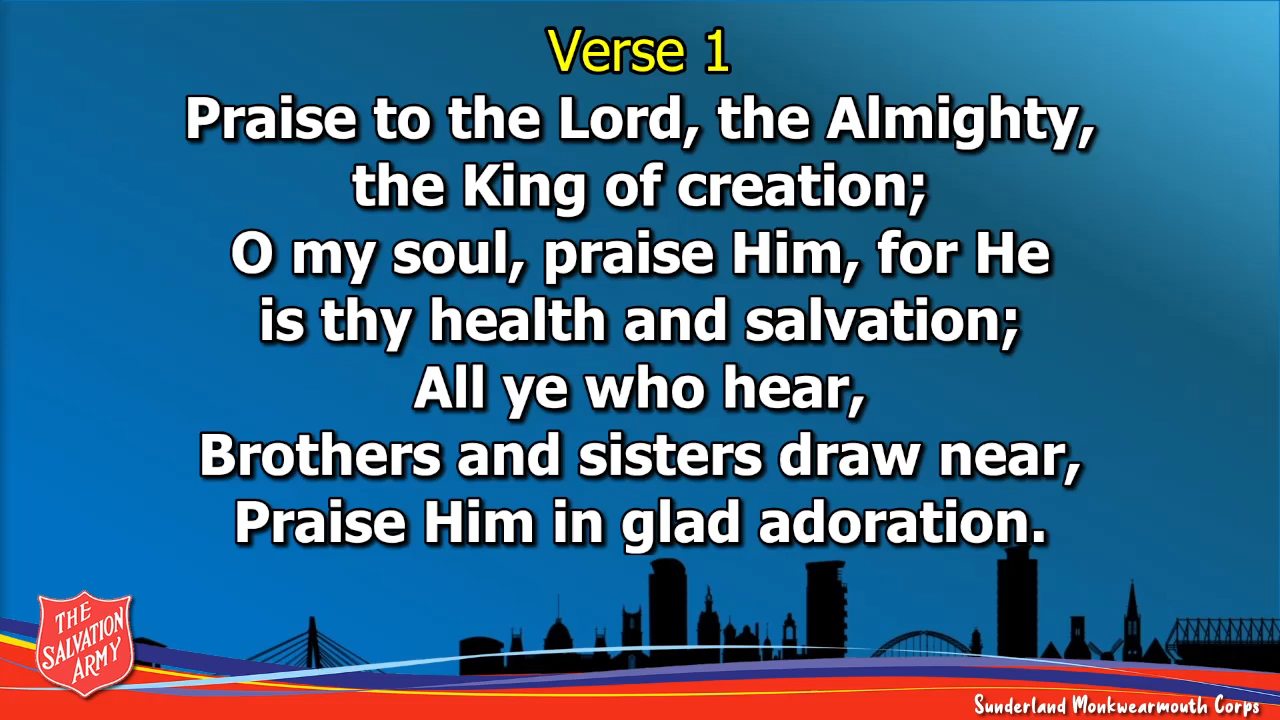 Verse 1
Praise to the Lord, the Almighty,
the King of creation;
O my soul, praise Him, for He
is thy health and salvation;
All ye who hear,
Brothers and sisters draw near,
Praise Him in glad adoration.
THE
SALVATION
ARMY
Sunderland Monkwearmouth Corps